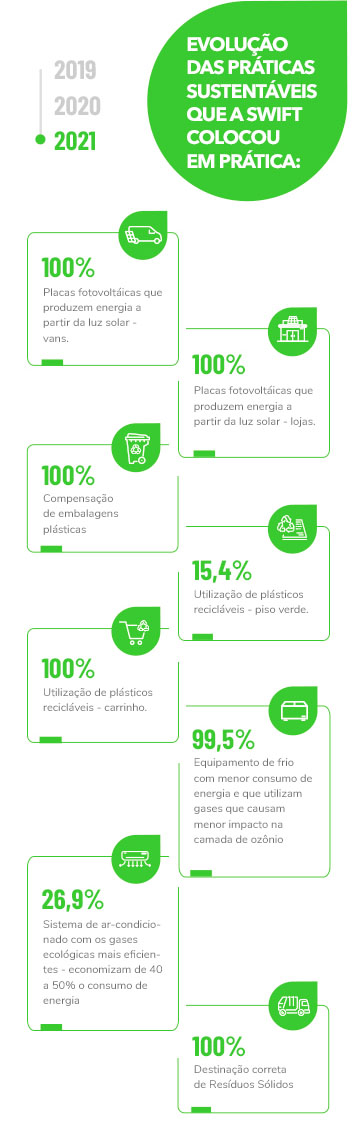 2019
2020
2021
EVOLUÇÃO
DAS PRÁTICAS
SUSTENTÁVEIS
QUE A SWIFT
COLOCOU
EM PRÁTICA:
100%
Placas fotovoltáicas que
produzem energia a
partir da luz solar -
vans.
100%
Placas fotovoltáicas que
produzem energia a
partir da luz solar - lojas.
100%
Compensação
de embalagens
plásticas
15,4%
Utilização de plásticos
recicláveis - piso verde.
100%
Utilização de plásticos
recicláveis - carrinho.
99,5%
Equipamento de frio
com menor consumo de
energia e que utilizam
gases que causam
menor impacto na
camada de ozônio
26,9%
Sistema de ar-condicio-
nado com os gases
ecológicas mais eficien-
tes - economizam de 40
a 50% o consumo de
energia
100%
Destinação correta
de Resíduos Sólidos